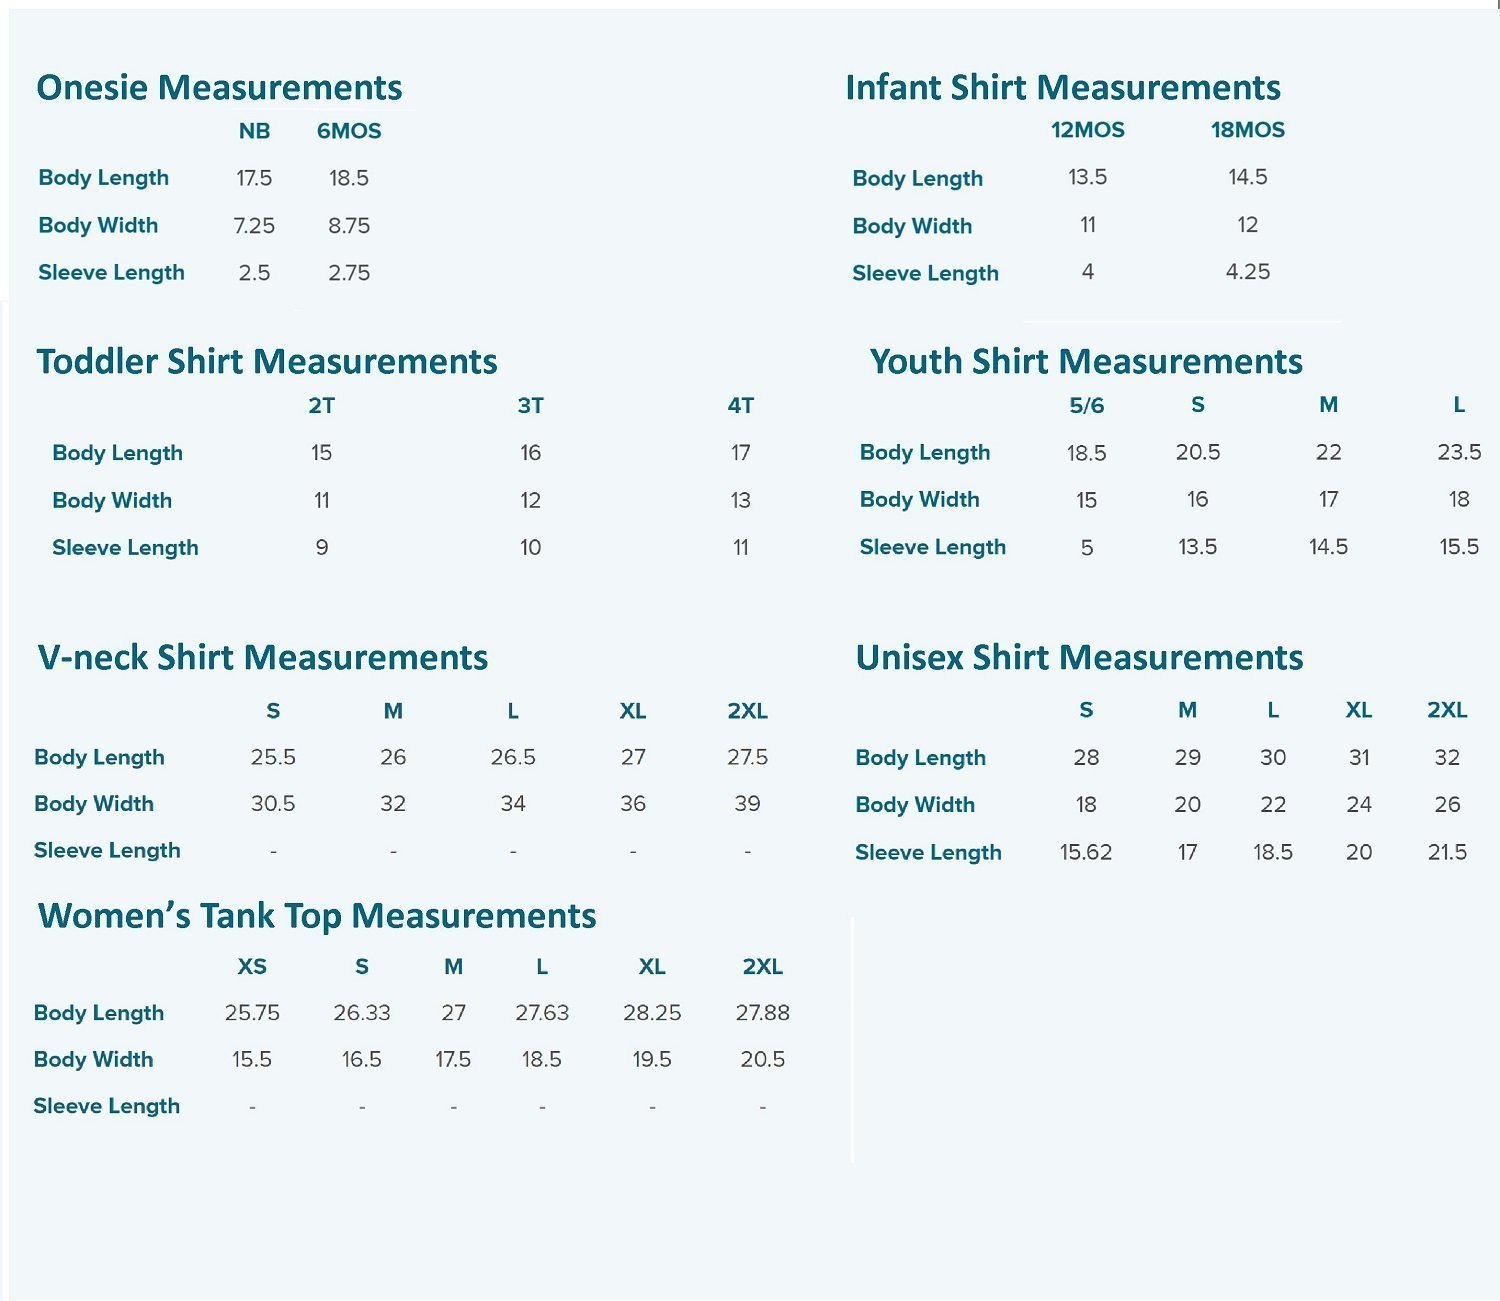 Onesie Measurements
NB 6MOS
Body Length 17.5 18.5
Body Width 7.25 8.75
Sleeve Length 2.5 2.75
Infant Shirt Measurements
12MOS 18MOS
Body Length 13.5 14.5
Body Width 11 12
Sleeve Length 4 4.25
Toddler Shirt Measurements
2T 3T 4T
Body Length 15 16 17
Body Width 11 12 13
Sleeve Length 9 10 11
Youth Shirt Measurements
5/6 S M L
Body Length 18.5 20.5 22 23.5
Body Width 15 16 17 18
Sleeve Length 5 13.5 14.5 15.5
V-neck Shirt Measurements
S M L XL 2XL
Body Length 25.5 26 26.5 27 27.5
Body Width 30.5 32 34 36 39
Sleeve Length - - - - -
Unisex Shirt Measurements
S M L XL 2XL
Body Length 28 29 30 31 32
Body Width 18 20 22 24 26
Sleeve Length 15.62 17 18.5 20 21.5
Women’s Tank Top Measurements
XS S M L XL 2XL
Body Length 25.75 26.33 27 27.63 28.25 27.88
Body Width 15.5 16.5 17.5 18.5 19.5 20.5
Sleeve Length - - - - - -